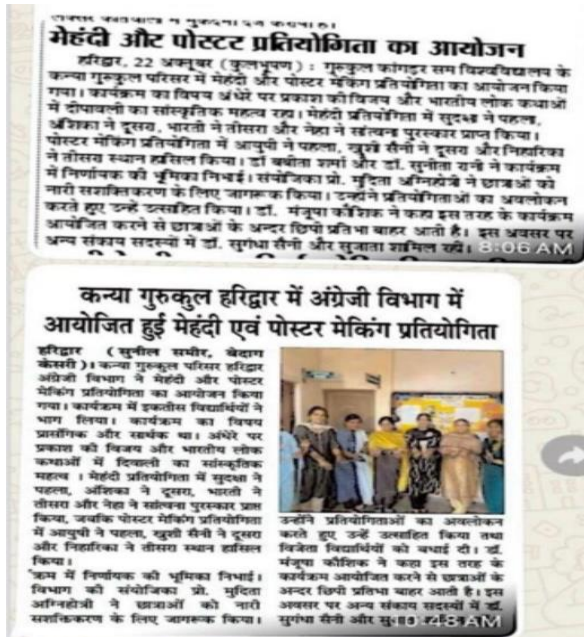 लक्सर कोतवाली में मुकदमा दर्ज कराया है।
मेहंदी और पोस्टर प्रतियोगिता का आयोजन
हरिद्वार, 22 अक्तूबर (कुलभूषण) : गुरुकुल कांगड़ी सम विश्वविद्यालय के
कन्या गुरुकुल परिसर में मेहंदी और पोस्टर मेकिंग प्रतियोगिता का आयोजन किया
गया। कार्यक्रम का विषय अंधेरे पर प्रकाश की विजय और भारतीय लोक कथाओं
में दीपावली का सांस्कृतिक महत्व रहा। मेहंदी प्रतियोगिता में सुदक्षा ने पहला,
अंशिका ने दूसरा, भारती ने तीसरा और नेहा ने सांत्वना पुरस्कार प्राप्त किया।
पोस्टर मेकिंग प्रतियोगिता में आयुषी ने पहला, खुशी सैनी ने दूसरा और निहारिका
ने तीसरा स्थान हासिल किया। डॉ शर्मा और डॉ. सुनीता रानी ने कार्यक्रम
में निर्णायक की भूमिका निभाई। संयोजिका प्रो. मुदिता अग्निहोत्री ने छात्राओं को
नारी सशक्तिकरण के लिए जागरूक किया। उन्होंने प्रतियोगिताओं का अवलोकन
करते हुए उन्हें उत्साहित किया। डॉ. मंजूषा कौशिक ने कहा इस तरह के कार्यक्रम
आयोजित करने से छात्राओं के अन्दर छिपी प्रतिभा बाहर आती है। इस अवसर पर
अन्य संकाय सदस्यों में डॉ. सुगंधा सैनी और सुजाता शामिल रही। 8:06 AM
कन्या गुरुकुल हरिद्वार में अंग्रेजी विभाग में
आयोजित हुई मेहंदी एवं पोस्टर मेकिंग प्रतियोगिता
हरिद्वार (सुनील समीर, बेदाग
केसरी)। कन्या गुरुकुल परिसर हरिद्वार
अंग्रेजी विभाग ने मेहंदी और पोस्टर
मेकिंग प्रतियोगिता का आयोजन किया
गया। कार्यक्रम में इकतीस विद्यार्थियों ने
भाग लिया। कार्यक्रम का विषय
प्रासंगिक और सार्थक था। अंधेरे पर
प्रकाश की विजय और भारतीय लोक
कथाओं में दिवाली का सांस्कृतिक
महत्व । मेहंदी प्रतियोगिता में सुदक्षा ने
पहला, अंशिका ने दूसरा, भारती ने
तीसरा और नेहा ने सांत्वना पुरस्कार प्राप्त
किया, जबकि पोस्टर मेकिंग प्रतियोगिता
में आयुषी ने पहला, खुशी सैनी ने दूसरा
और निहारिका ने तीसरा स्थान हासिल
किया।
क्रम में निर्णायक की भूमिका निभाई।
विभाग की संयोजिका प्रो. मुदिता
अग्निहोत्री ने छात्राओं को नारी
सशक्तिकरण के लिए जागरूक किया।
उन्होंने प्रतियोगिताओं का अवलोकन
करते हुए उन्हें उत्साहित किया तथा
विजेता विद्यार्थियों को बधाई दी। डॉ.
मंजूषा कौशिक ने कहा इस तरह के
कार्यक्रम आयोजित करने से छात्राओं के
अन्दर छिपी प्रतिभा बाहर आती है। इस
अवसर पर अन्य संकाय सदस्यों में डॉ.
सुगंधा सैनी और 10:48 AM